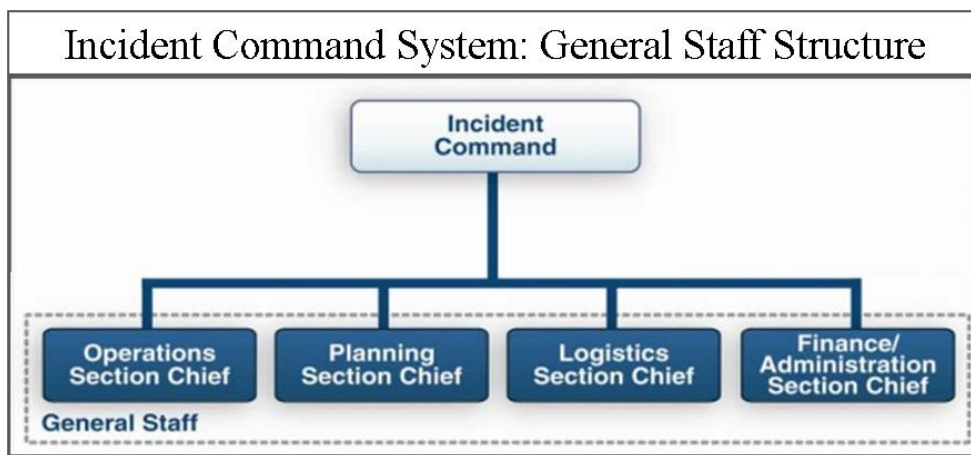 Incident Command System: General Staff Structure
Incident
Command
Operations
Section Chief
Planning
Section Chief
Logistics
Section Chief
Finance/
Administration
Section Chief
General Staff